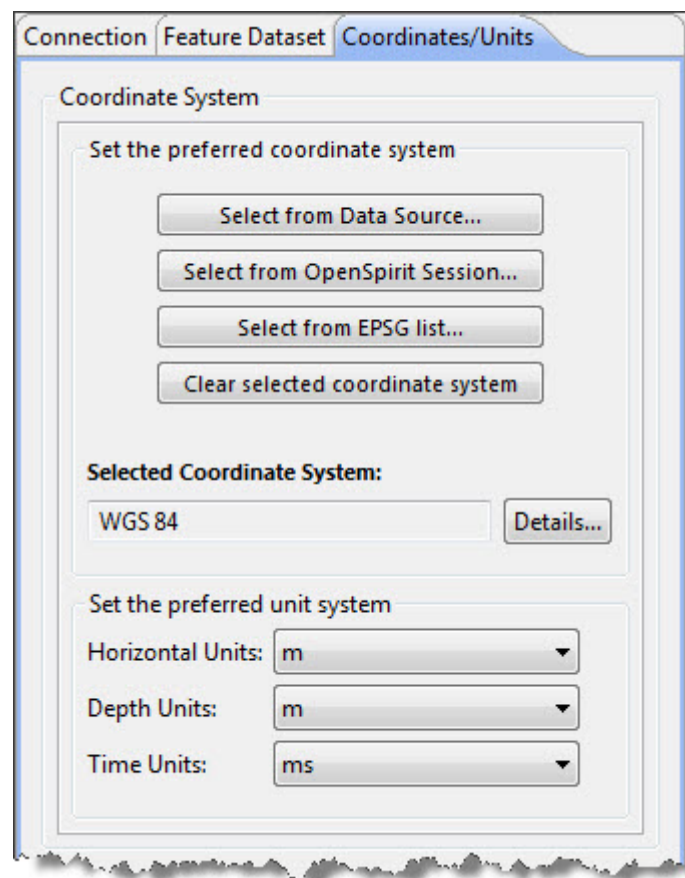 Connection Feature Dataset Coordinates/Units
Coordinate System
Set the preferred coordinate system
Select from Data Source...
Select from OpenSpirit Session...
Select from EPSG list...
Clear selected coordinate system
Selected Coordinate System:
WGS 84 Details...
Set the preferred unit system
Horizontal Units: m
Depth Units: m
Time Units: ms